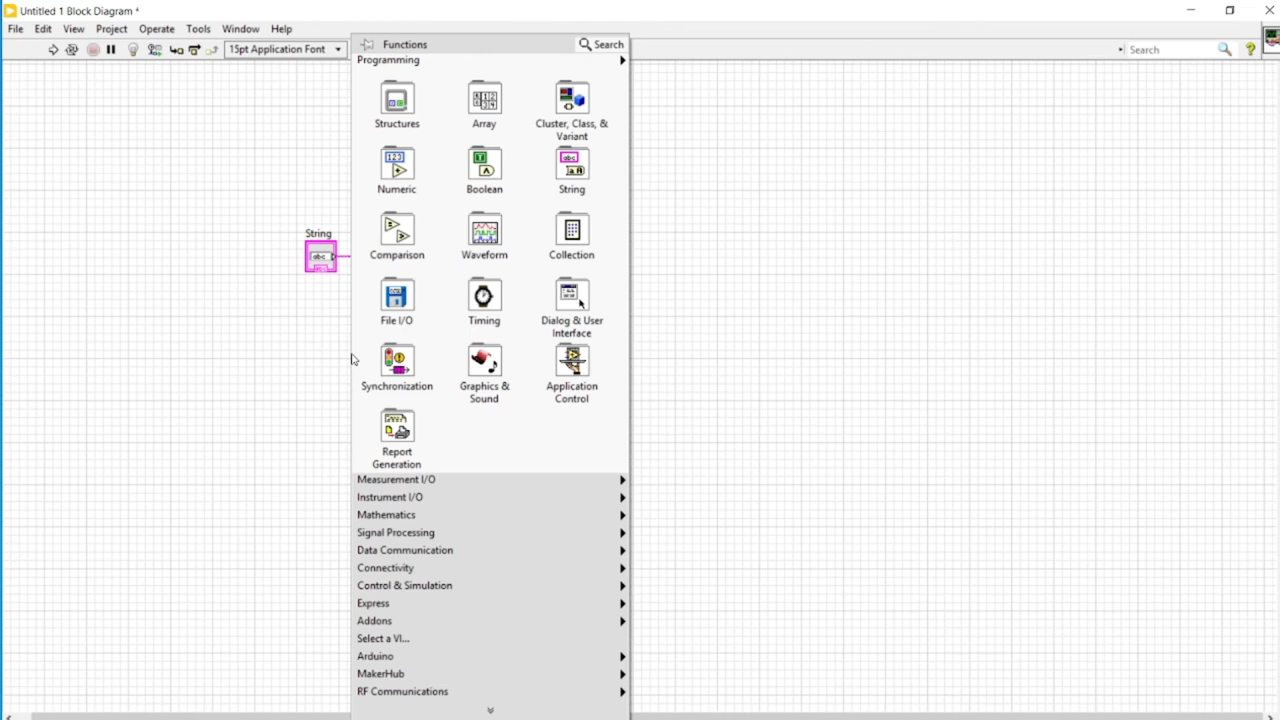 Untitled 1 Block Diagram *
File Edit View Project Operate Tools Window Help
15pt Application Font
Search
?
Functions
Search
Programming
Structures
Array
Cluster, Class, &
Variant
Numeric
Boolean
String
Comparison
Waveform
Collection
File I/O
Timing
Dialog & User
Interface
Synchronization
Graphics &
Sound
Application
Control
Report
Generation
Measurement I/O
Instrument I/O
Mathematics
Signal Processing
Data Communication
Connectivity
Control & Simulation
Express
Addons
Select a VI...
Arduino
MakerHub
RF Communications
String
abc